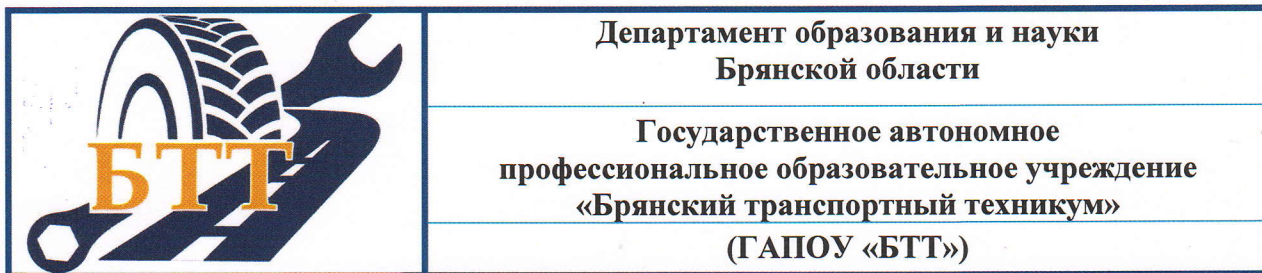 БТТ
Департамент образования и науки
Брянской области
Государственное автономное
профессиональное образовательное учреждение
«Брянский транспортный техникум»
(ГАПОУ «БТТ»)